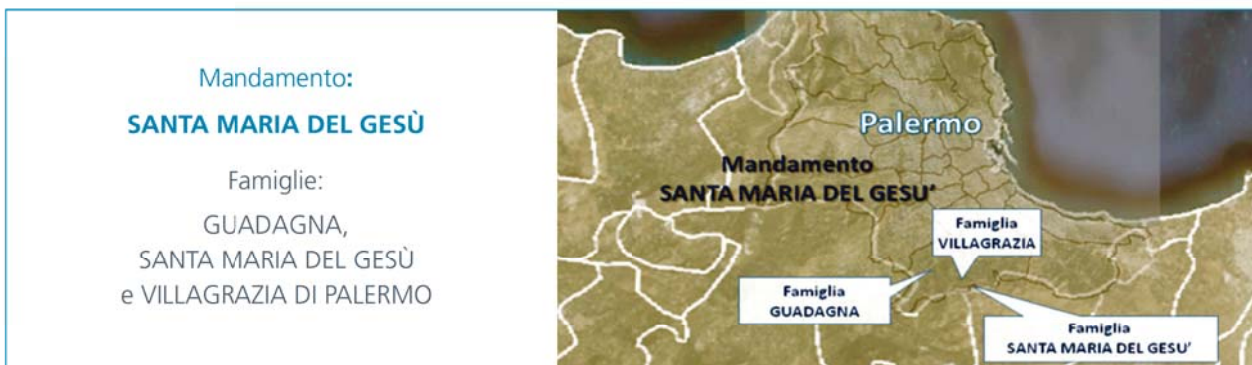 Mandamento:
SANTA MARIA DEL GESÙ
Famiglie:
GUADAGNA,
SANTA MARIA DEL GESÙ
e VILLAGRAZIA DI PALERMO
Palermo
Mandamento
SANTA MARIA DEL GESU'
Famiglia
VILLAGRAZIA
Famiglia
GUADAGNA
Famiglia
SANTA MARIA DEL GESU'